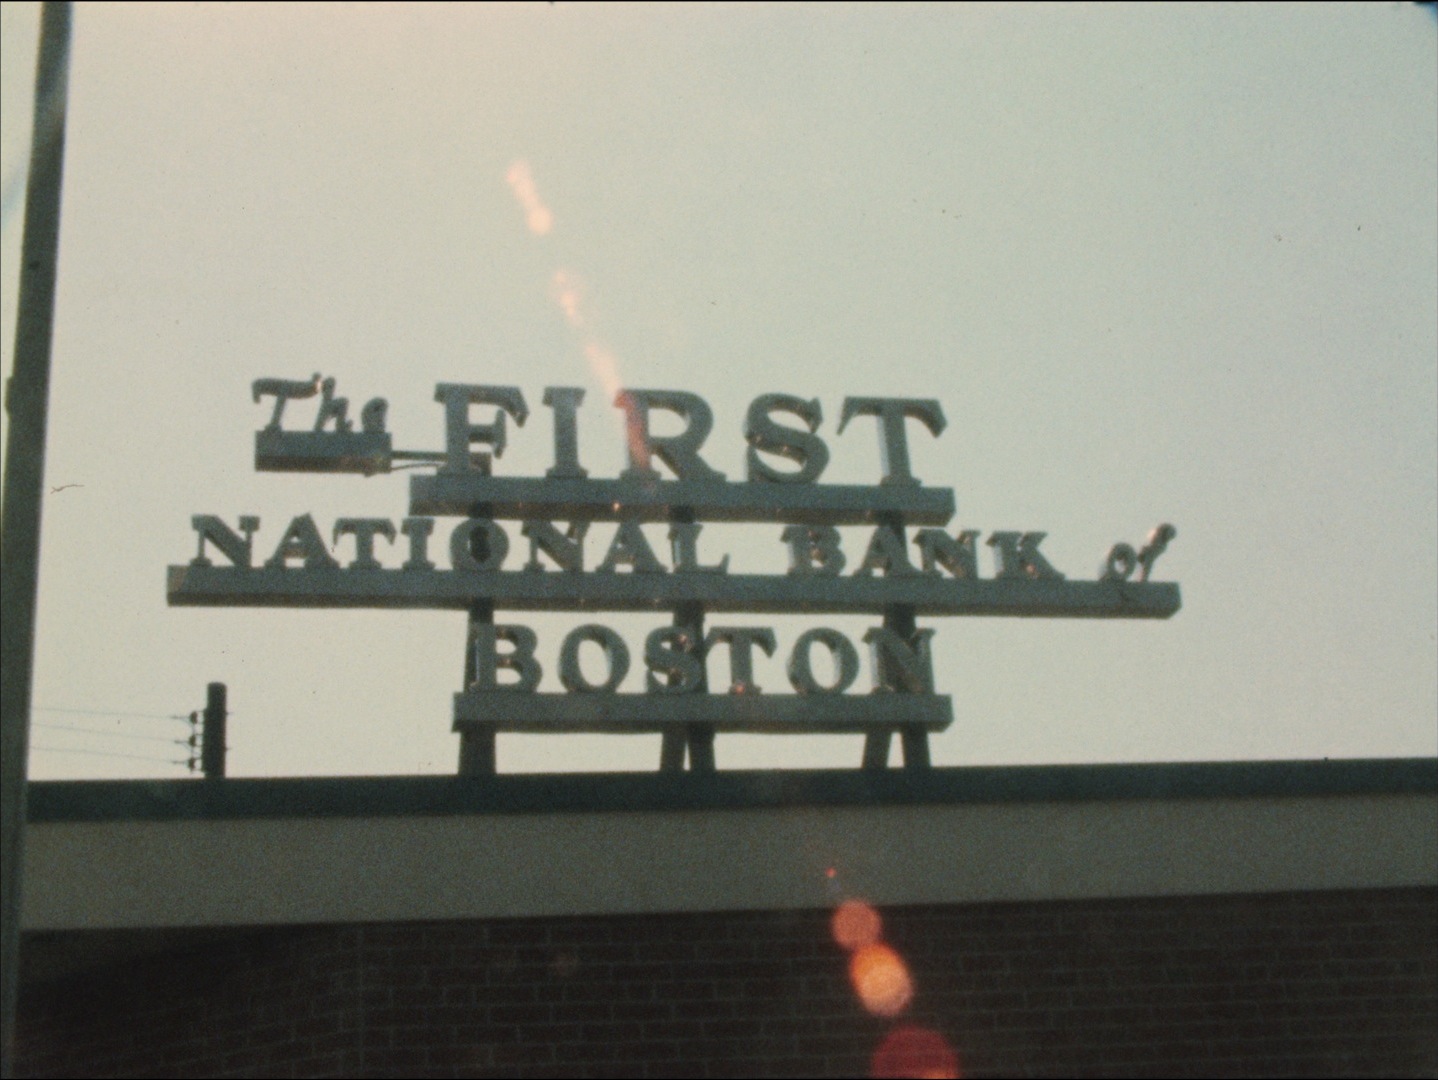 The FIRST
NATIONAL BANK of
BOSTON